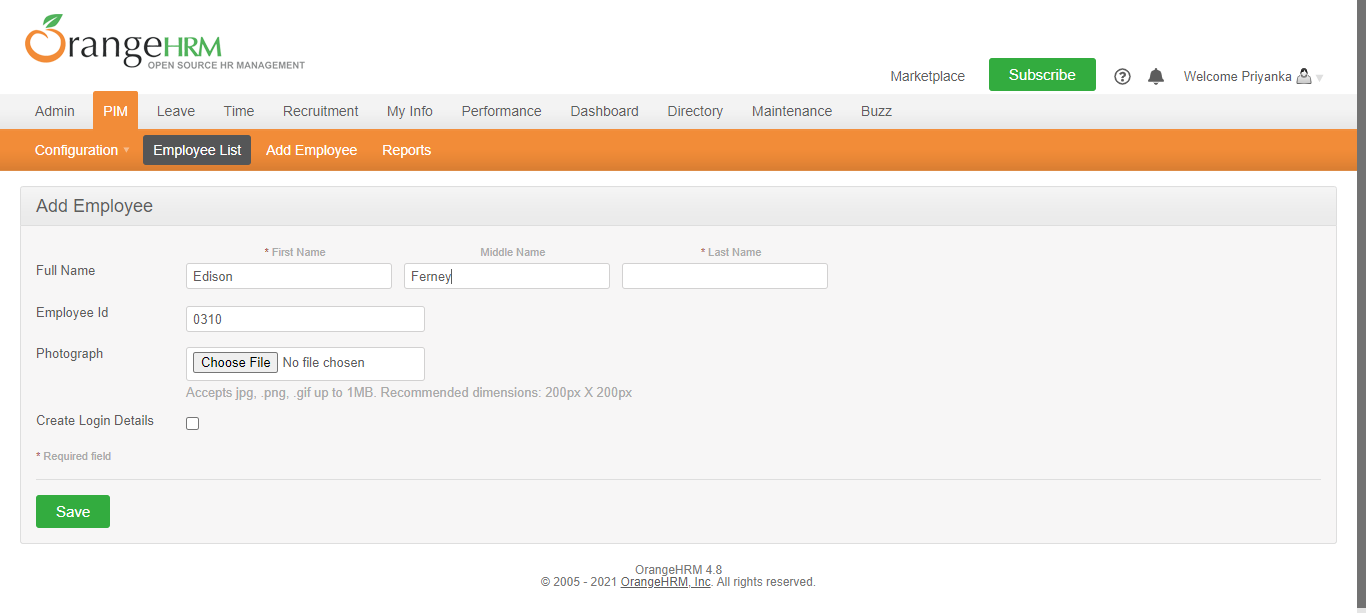 OrangeHRM
OPEN SOURCE HR MANAGEMENT
Marketplace Subscribe Welcome Priyanka
Admin PIM Leave Time Recruitment My Info Performance Dashboard Directory Maintenance Buzz
Configuration Employee List Add Employee Reports
Add Employee
* First Name Middle Name * Last Name
Full Name
Edison Ferney
Employee Id
0310
Photograph
Choose File No file chosen
Accepts jpg, .png, .gif up to 1MB. Recommended dimensions: 200px X 200px
Create Login Details
* Required field
Save
OrangeHRM 4.8
© 2005 - 2021 OrangeHRM, Inc. All rights reserved.